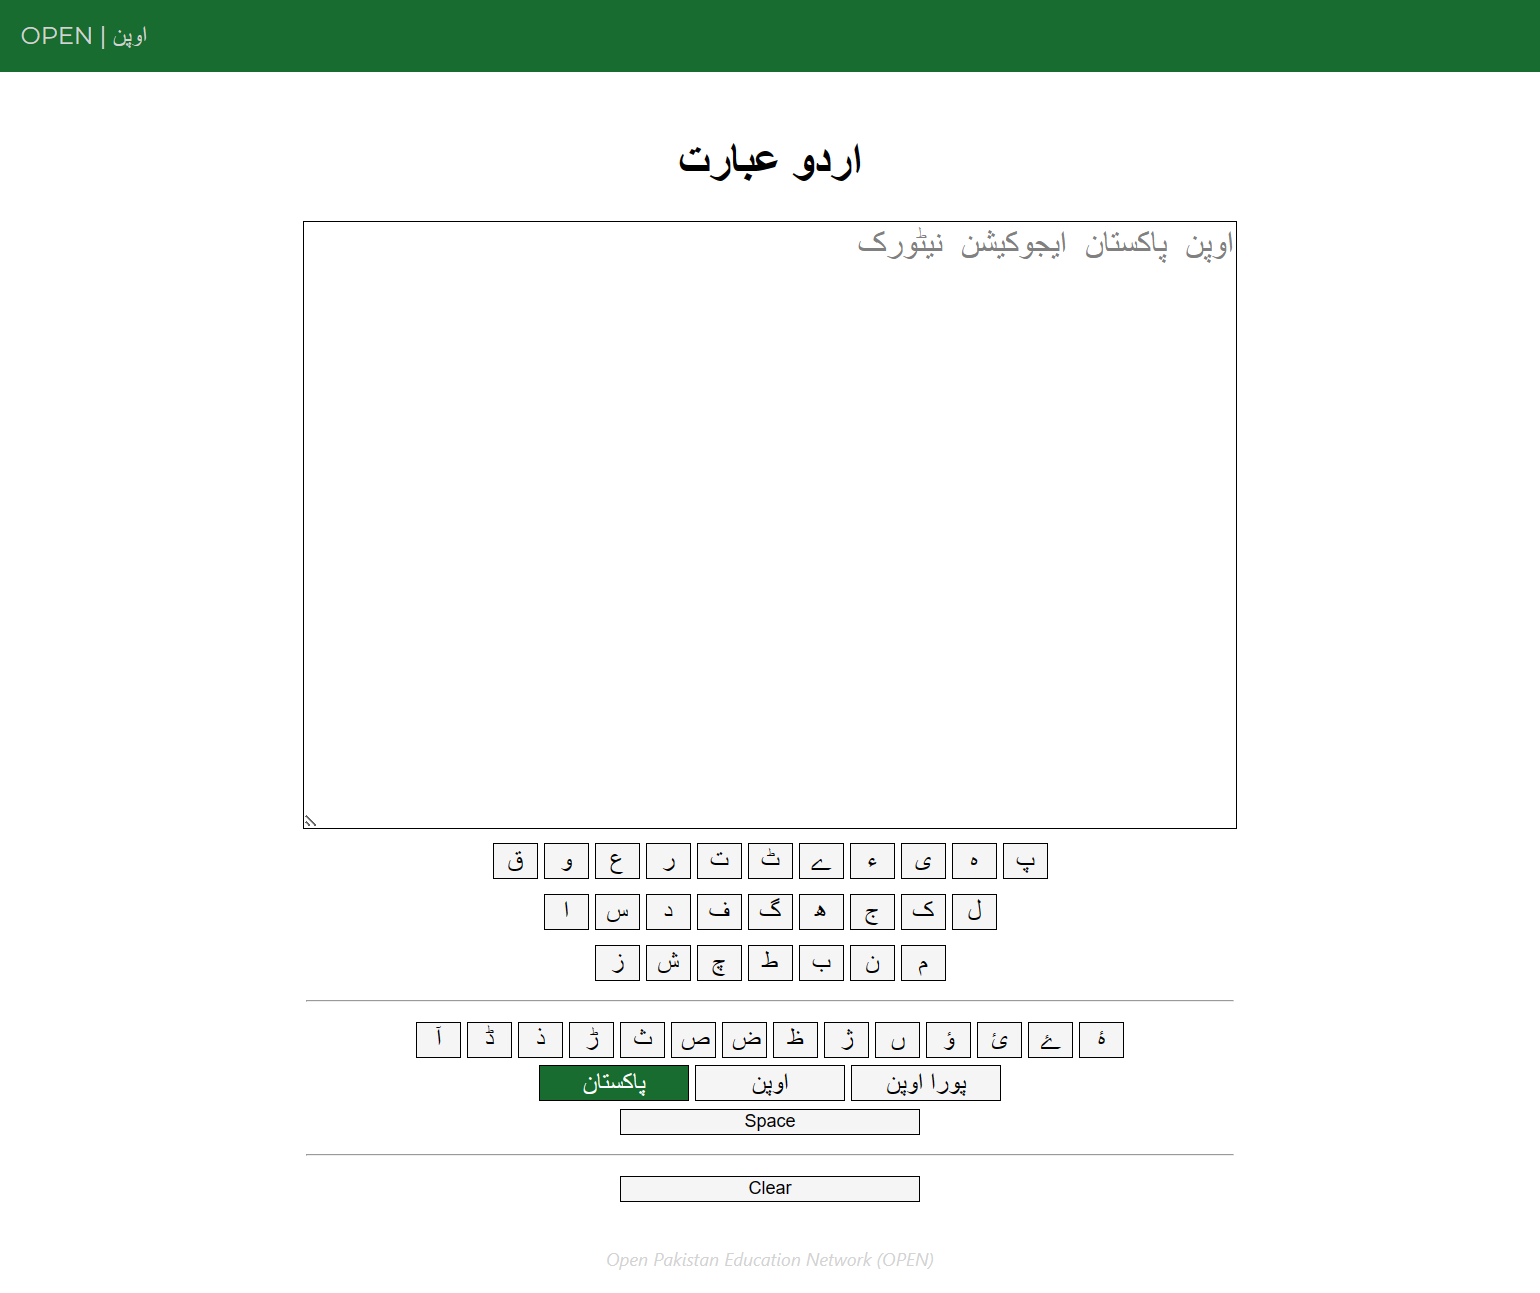 OPEN | اوپن
اردو عبارت
اوپن پاکستان ایجوکیشن نیٹورک
ق و ع ر ت ٹ ے ء ی ہ پ
ا س د ف گ ھ ج ک ل
ز ش چ ط ب ن م
آ ڈ ذ ڑ ث ص ض ظ ژ ں ؤ ئ ۓ ۂ
پاکستان اوپن پورا اوپن
Space
Clear
Open Pakistan Education Network (OPEN)